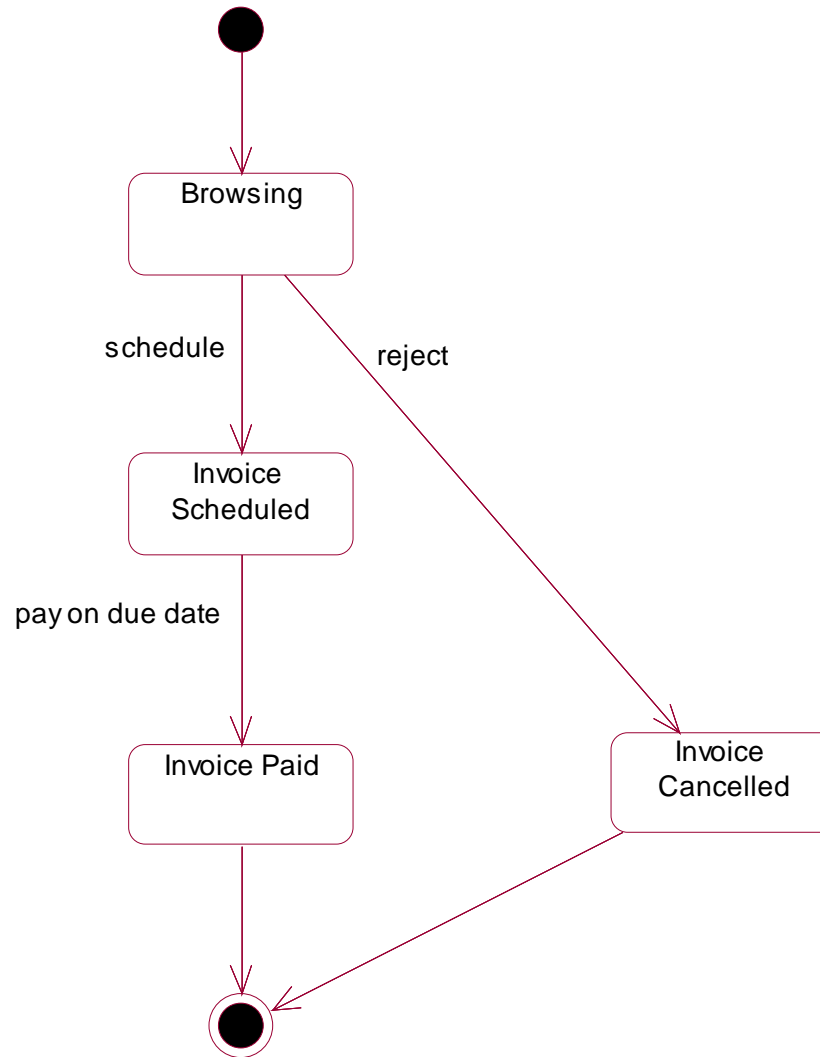 Browsing
schedule
reject
Invoice
Scheduled
pay on due date
Invoice Paid
Invoice
Cancelled